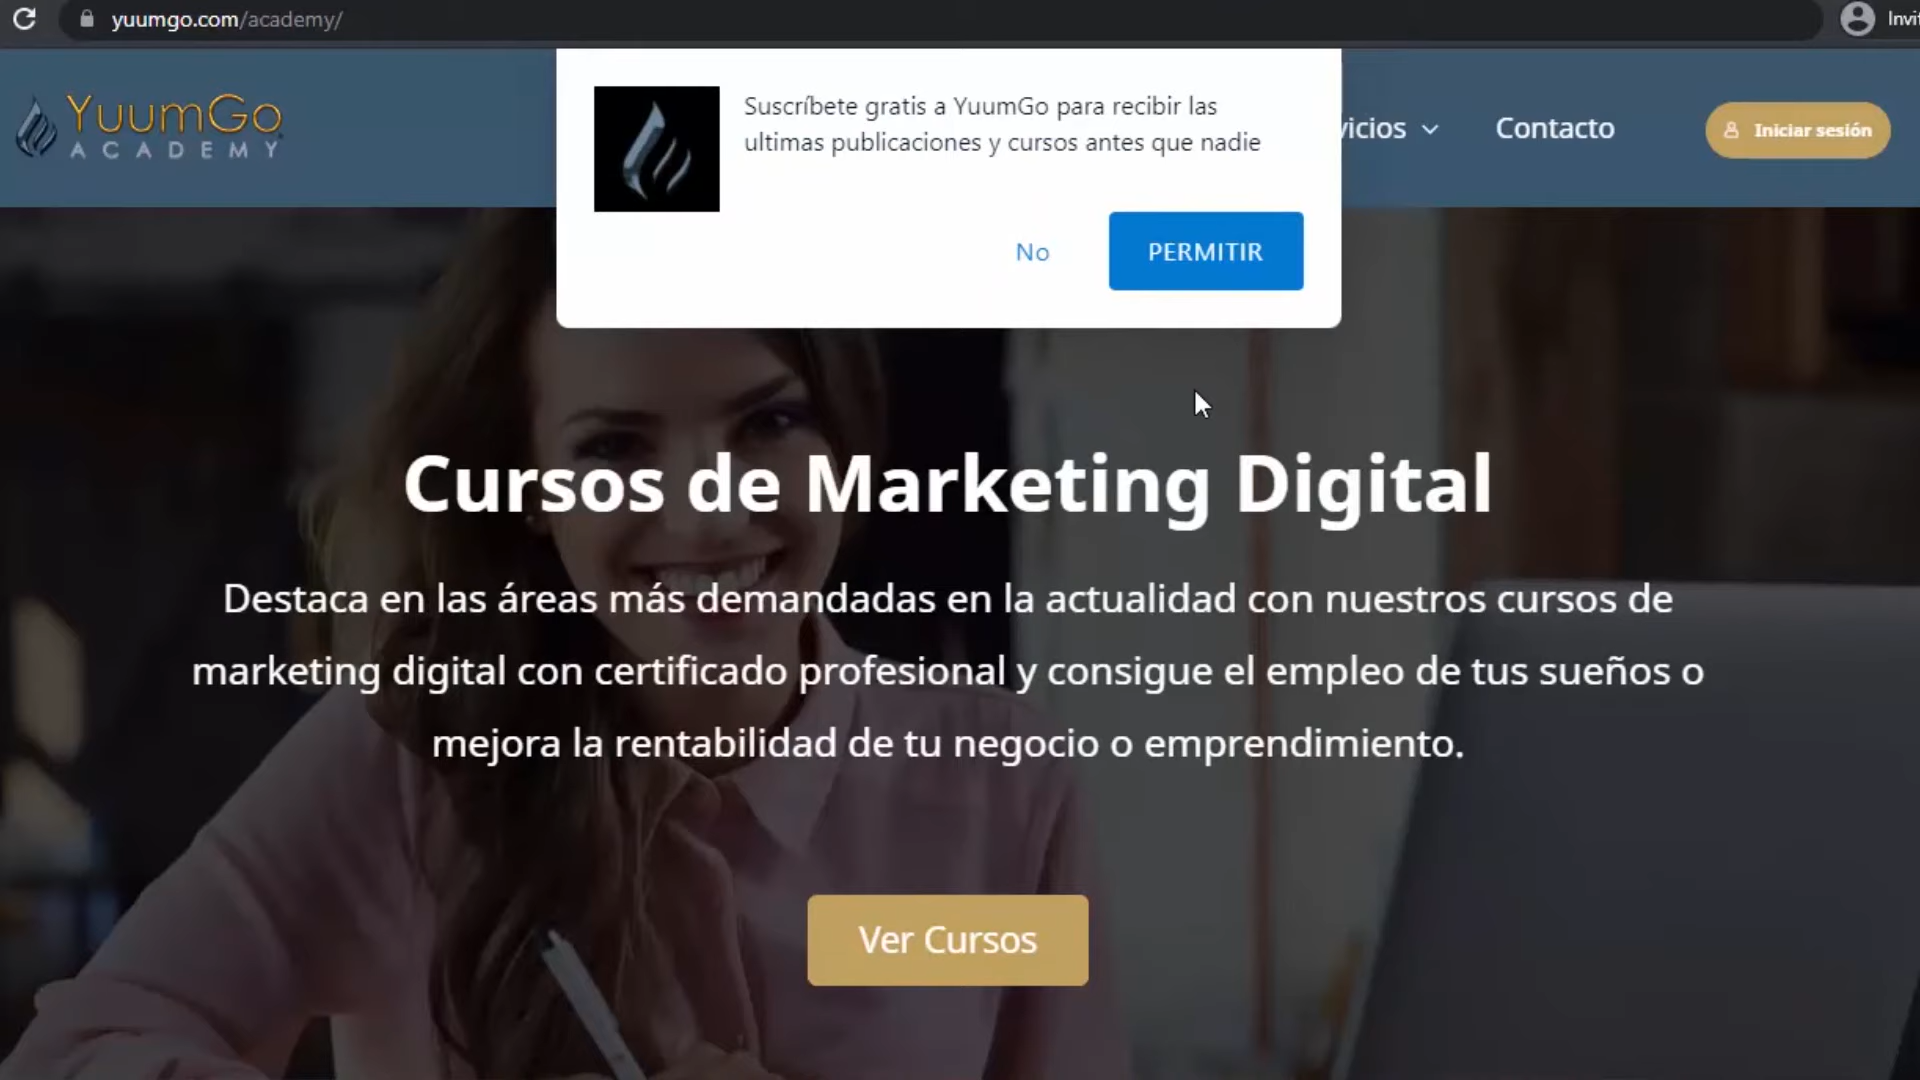 yuumgo.com/academy/
YuumGo
ACADEMY
Suscríbete gratis a YuumGo para recibir las
ultimas publicaciones y cursos antes que nadie
No
PERMITIR
Contacto
Iniciar sesión
Cursos de Marketing Digital
Destaca en las áreas más demandadas en la actualidad con nuestros cursos de
marketing digital con certificado profesional y consigue el empleo de tus sueños o
mejora la rentabilidad de tu negocio o emprendimiento.
Ver Cursos